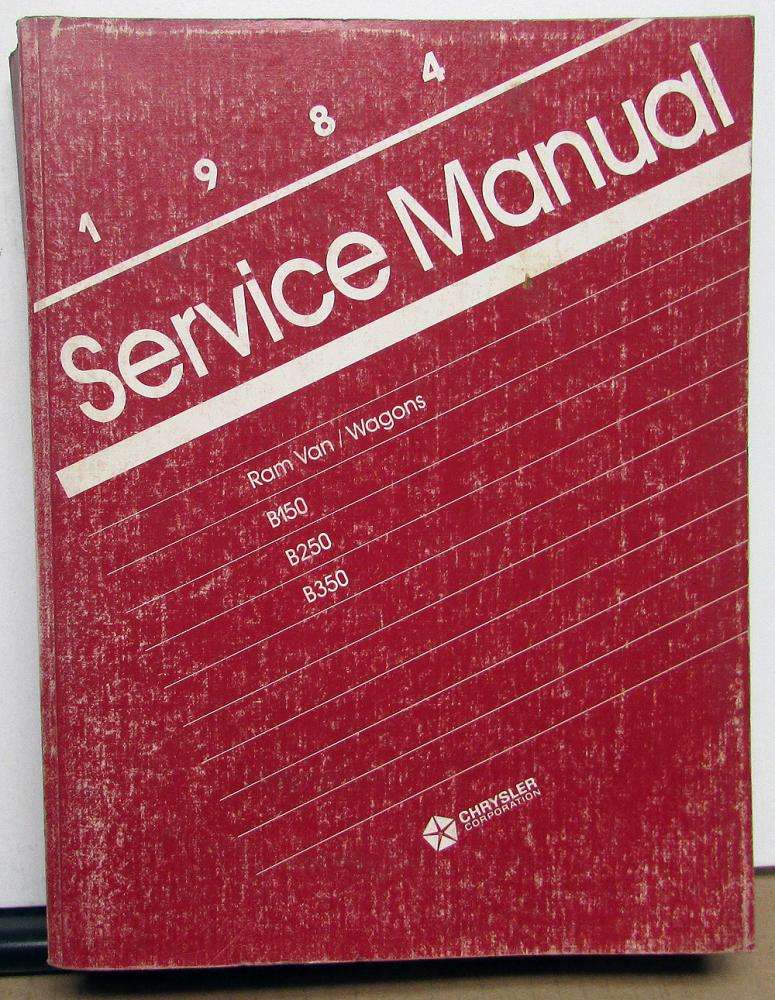 1 9 8 4
Service Manual
Ram Van / Wagons
B150
B250
B350
CHRYSLER
CORPORATION